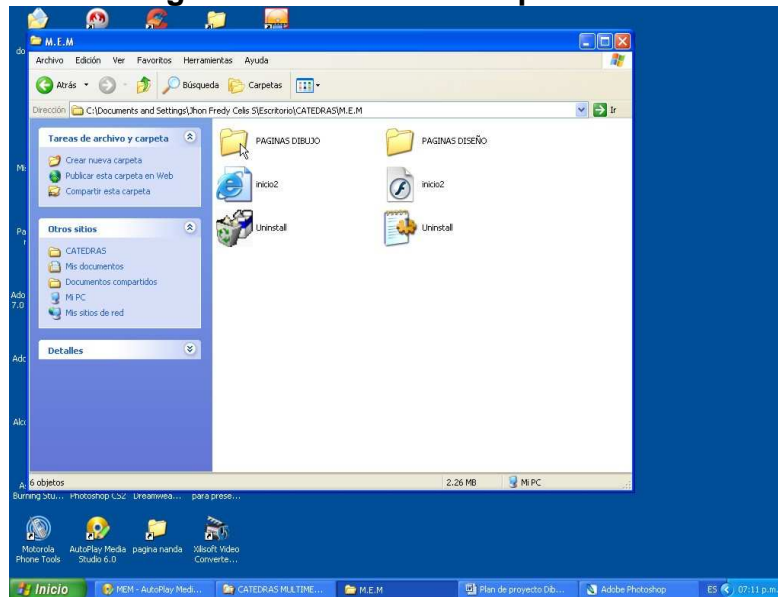 M.E.M
Archivo Edición Ver Favoritos Herramientas Ayuda
Atrás Búsqueda Carpetas
Dirección C:\Documents and Settings\Jhon Fredy Celis S\Escritorio\CATEDRAS\M.E.M Ir
Tareas de archivo y carpeta
Crear nueva carpeta
Publicar esta carpeta en Web
Compartir esta carpeta
Otros sitios
CATEDRAS
Mis documentos
Documentos compartidos
Mi PC
Mis sitios de red
Detalles
PAGINAS DIBUJO
PAGINAS DISEÑO
inicio2
inicio2
Uninstall
Uninstall
6 objetos 2.26 MB Mi PC
Burning Stu... Photoshop CS2 Dreamwea... para prese...
Motorola Phone Tools
AutoPlay Media Studio 6.0
pagina nanda
Xilisoft Video Converte...
Inicio MEM - AutoPlay Medi... CATEDRAS MULTIME... M.E.M Plan de proyecto Dib... Adobe Photoshop ES 07:11 p.m.